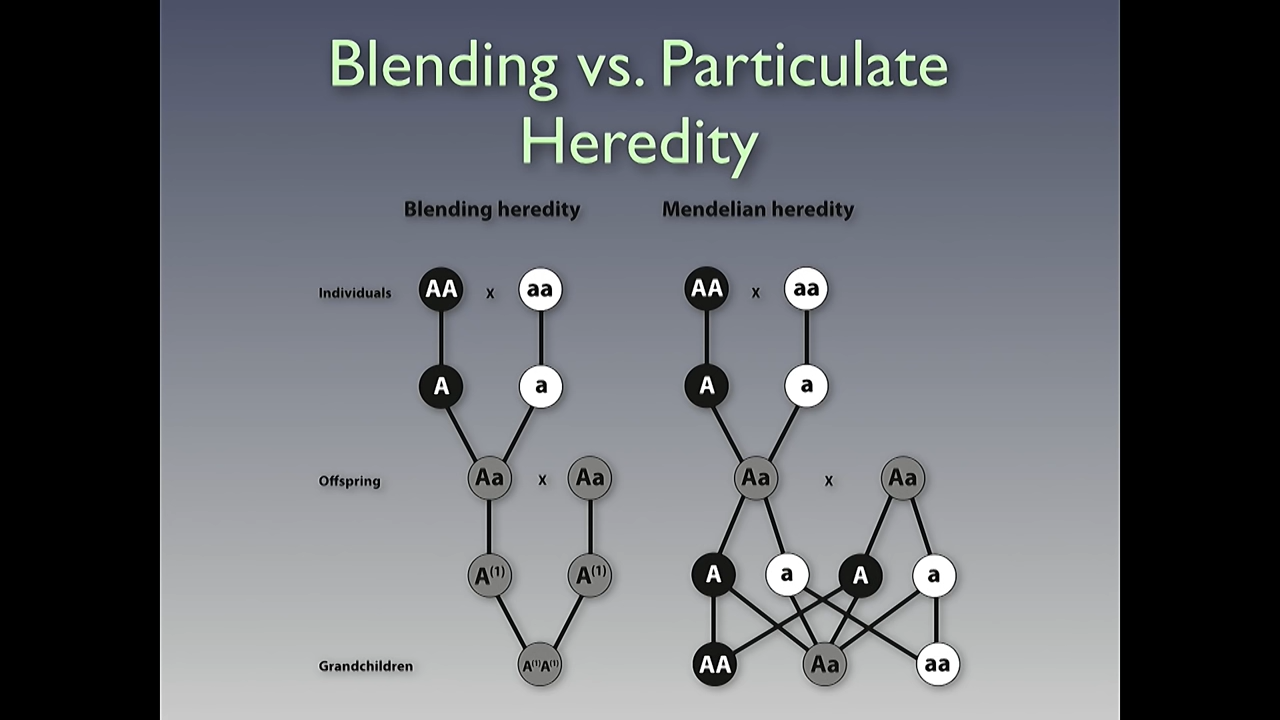 Blending vs. Particulate
Heredity
Blending heredity Mendelian heredity
Individuals AA x aa AA x aa
A a A a
Offspring Aa x Aa Aa x Aa
A(1) A(1) A a A a
Grandchildren A(1)A(1) AA Aa aa